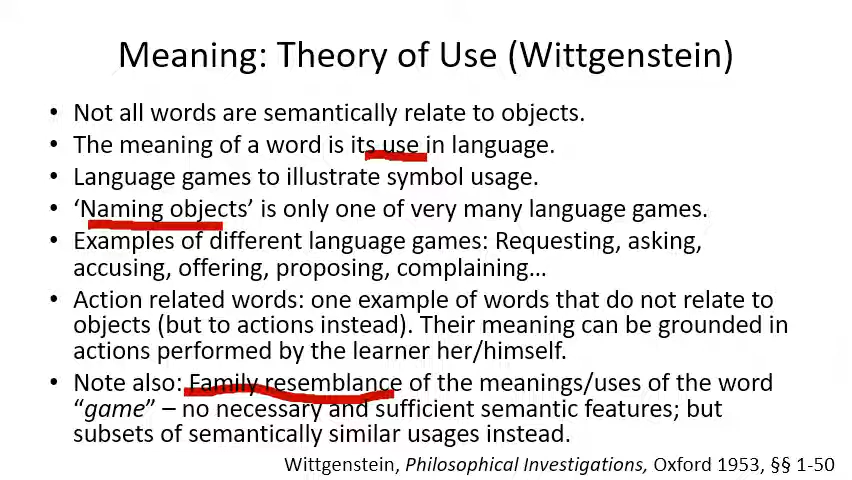 Meaning: Theory of Use (Wittgenstein)
• Not all words are semantically relate to objects.
• The meaning of a word is its use in language.
• Language games to illustrate symbol usage.
• ‘Naming objects’ is only one of very many language games.
• Examples of different language games: Requesting, asking,
accusing, offering, proposing, complaining…
• Action related words: one example of words that do not relate to
objects (but to actions instead). Their meaning can be grounded in
actions performed by the learner her/himself.
• Note also: Family resemblance of the meanings/uses of the word
“game” – no necessary and sufficient semantic features; but
subsets of semantically similar usages instead.
Wittgenstein, Philosophical Investigations, Oxford 1953, §§ 1-50